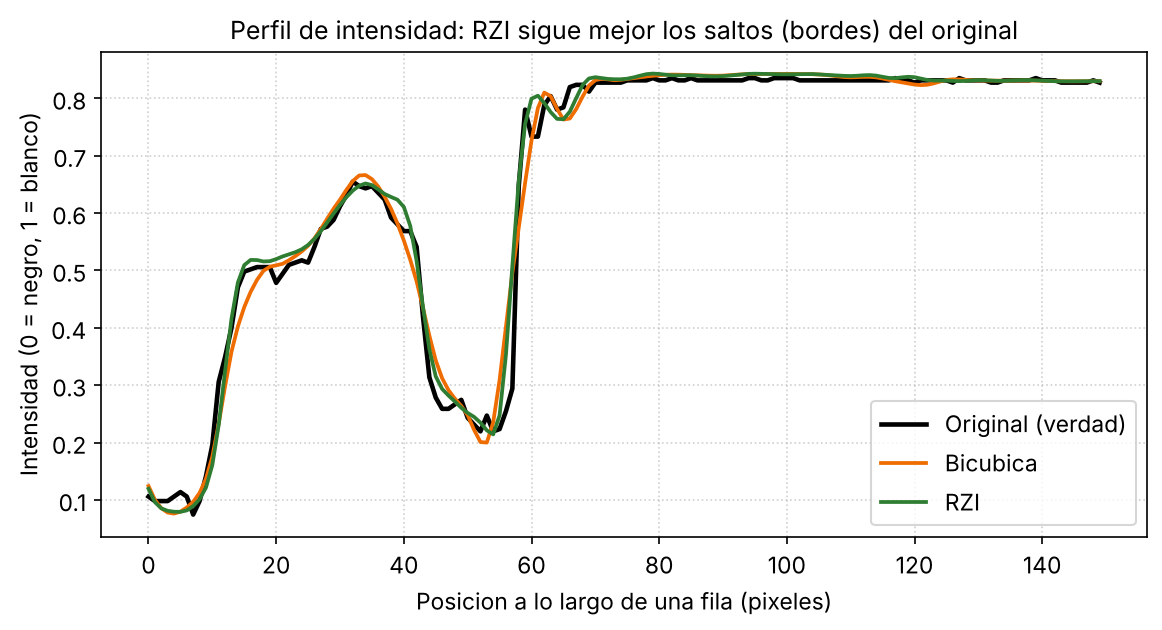 Perfil de intensidad: RZI sigue mejor los saltos (bordes) del original
Intensidad (0 = negro, 1 = blanco)
0.8
0.7
0.6
0.5
0.4
0.3
0.2
0.1
Original (verdad)
Bicubica
RZI
0 20 40 60 80 100 120 140
Posicion a lo largo de una fila (pixeles)